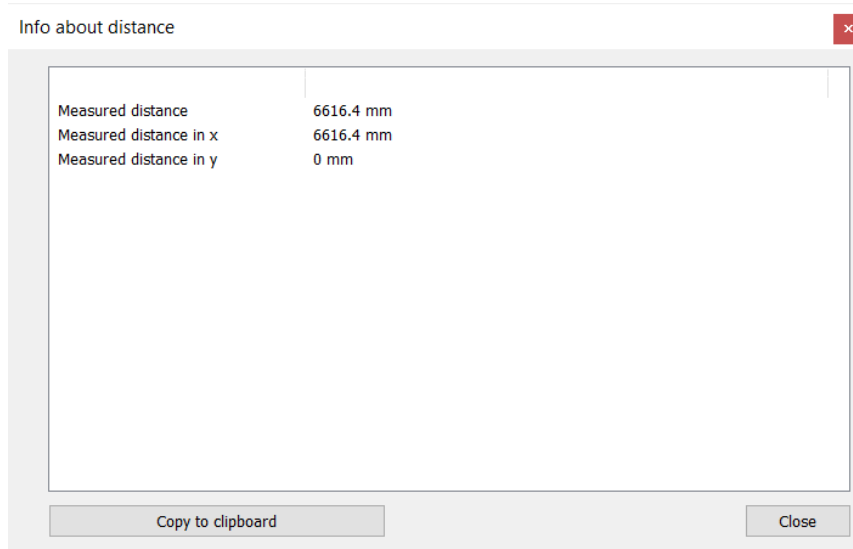 Info about distance
Measured distance 6616.4 mm
Measured distance in x 6616.4 mm
Measured distance in y 0 mm
Copy to clipboard Close